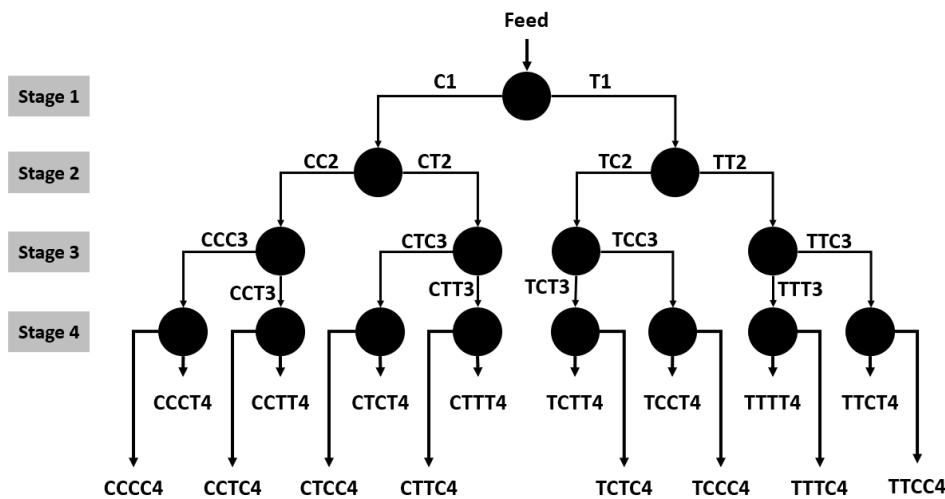 Feed
Stage 1
C1
T1
Stage 2
CC2
CT2
TC2
TT2
Stage 3
CCC3
CTC3
TCC3
TTC3
CCT3
CTT3
TCT3
TTT3
Stage 4
CCCT4
CCTT4
CTCT4
CTTT4
TCTT4
TCCT4
TTTT4
TTCT4
CCCC4
CCTC4
CTCC4
CTTC4
TCTC4
TCCC4
TTTC4
TTCC4